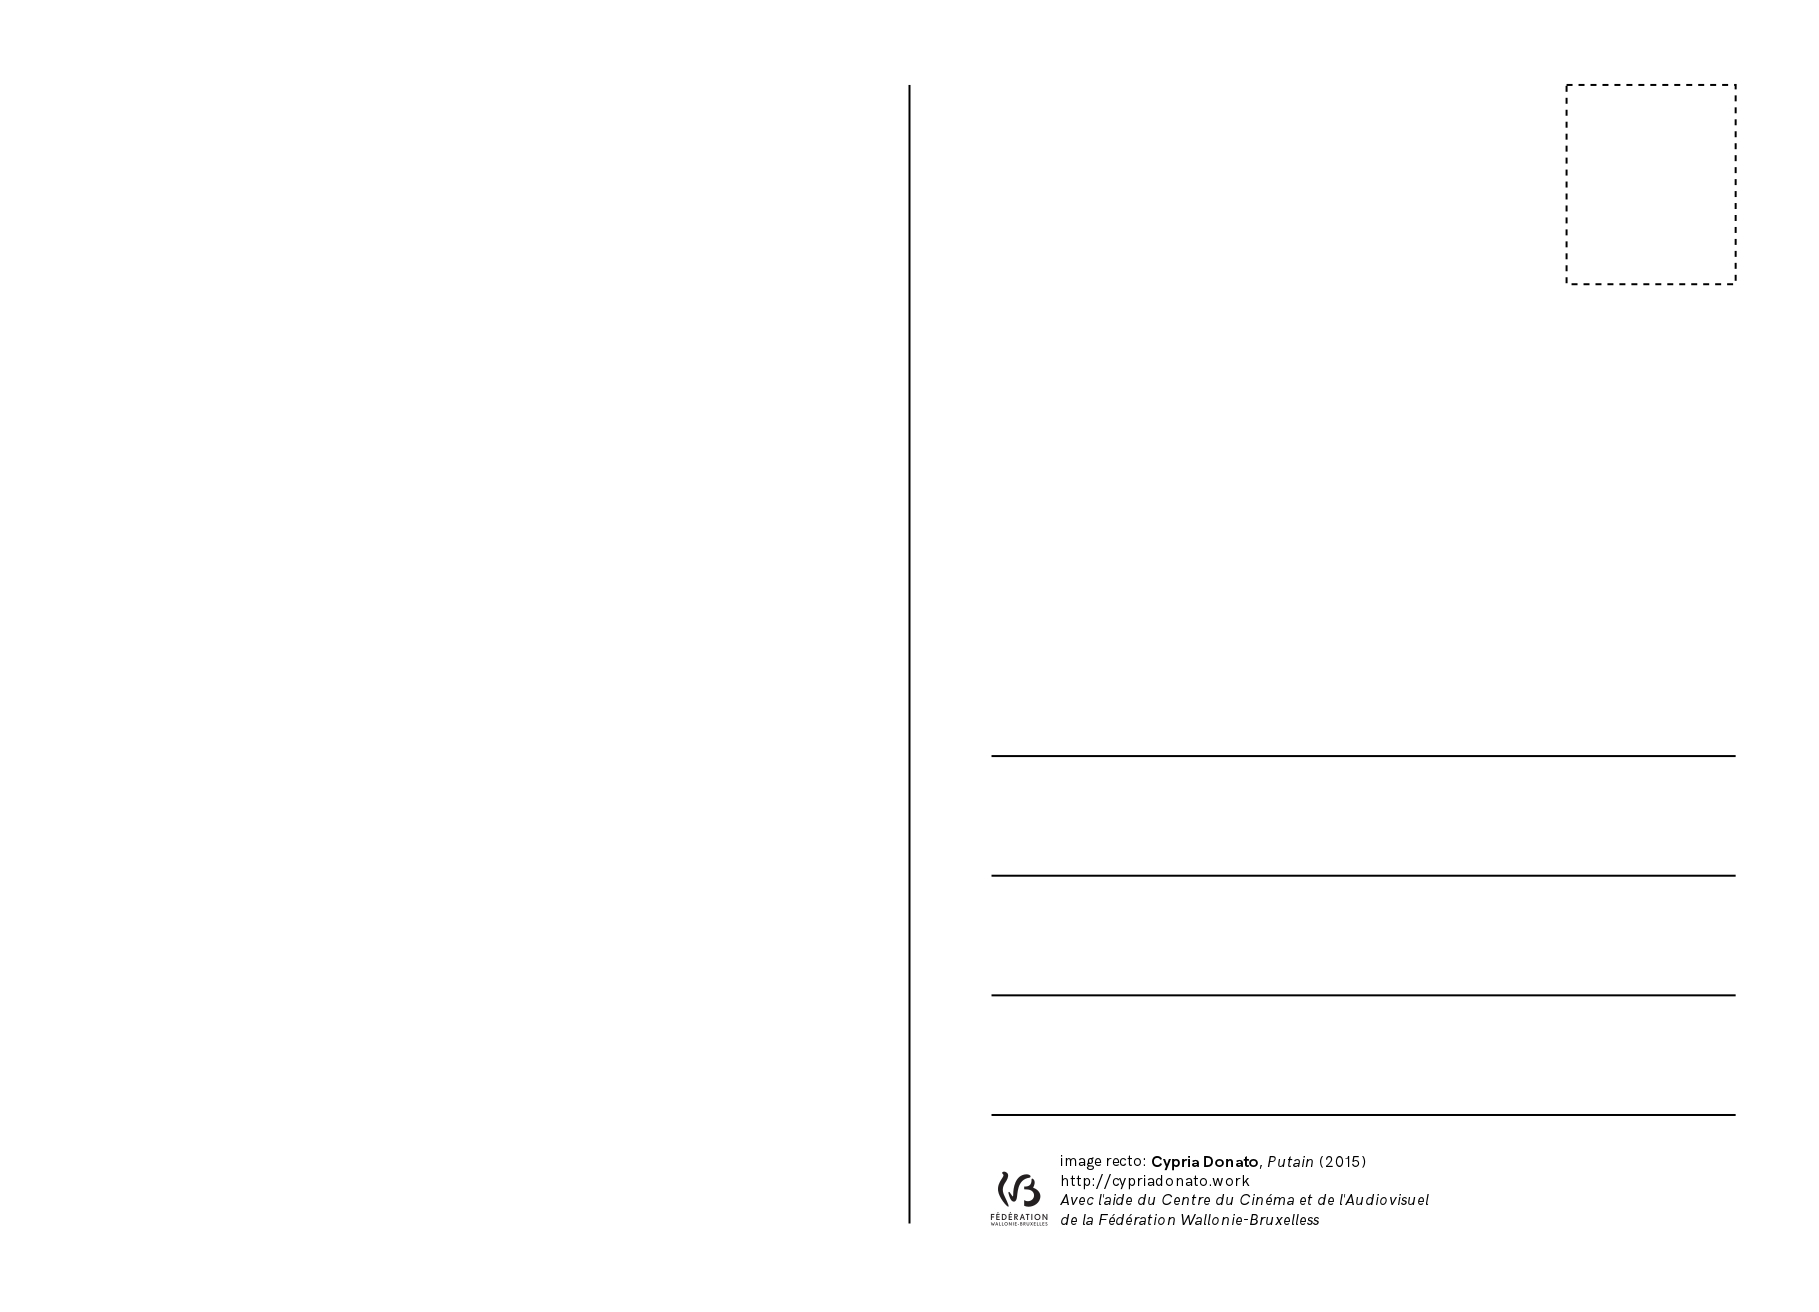 image recto: Cypria Donato, Putain (2015)
http://cypriadonato.work
Avec l'aide du Centre du Cinéma et de l'Audiovisuel
de la Fédération Wallonie-Bruxelless
FÉDÉRATION
WALLONIE-BRUXELLES